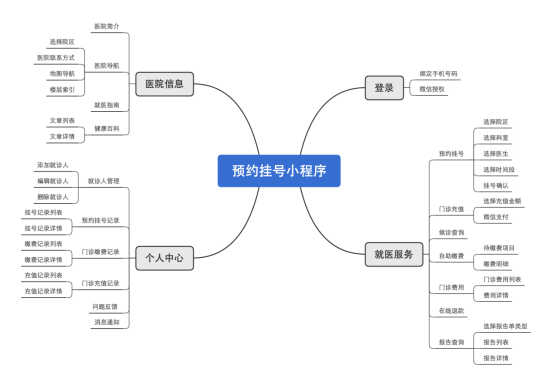 预约挂号小程序
医院信息
医院简介
医院导航
选择院区
医院联系方式
地图导航
楼层索引
就医指南
健康百科
文章列表
文章详情
个人中心
就诊人管理
添加就诊人
编辑就诊人
删除就诊人
预约挂号记录
挂号记录列表
挂号记录详情
门诊缴费记录
缴费记录列表
缴费记录详情
门诊充值记录
充值记录列表
充值记录详情
问题反馈
消息通知
登录
绑定手机号码
微信授权
就医服务
预约挂号
选择院区
选择科室
选择医生
选择时间段
挂号确认
门诊充值
选择充值金额
微信支付
候诊查询
自助缴费
待缴费项目
缴费明细
门诊费用
门诊费用列表
费用详情
在线退款
报告查询
选择报告单类型
报告列表
报告详情